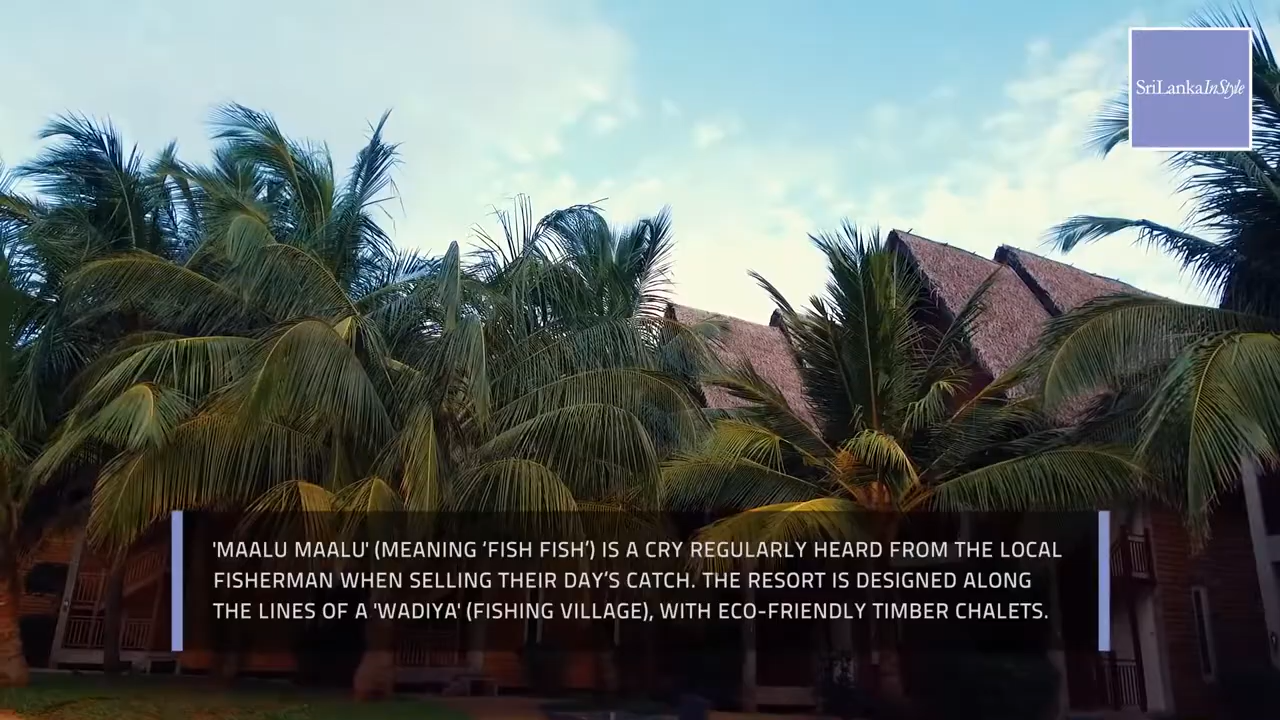 SriLankaInStyle
'MAALU MAALU' (MEANING ‘FISH FISH’) IS A CRY REGULARLY HEARD FROM THE LOCAL
FISHERMAN WHEN SELLING THEIR DAY’S CATCH. THE RESORT IS DESIGNED ALONG
THE LINES OF A 'WADIYA' (FISHING VILLAGE), WITH ECO-FRIENDLY TIMBER CHALETS.